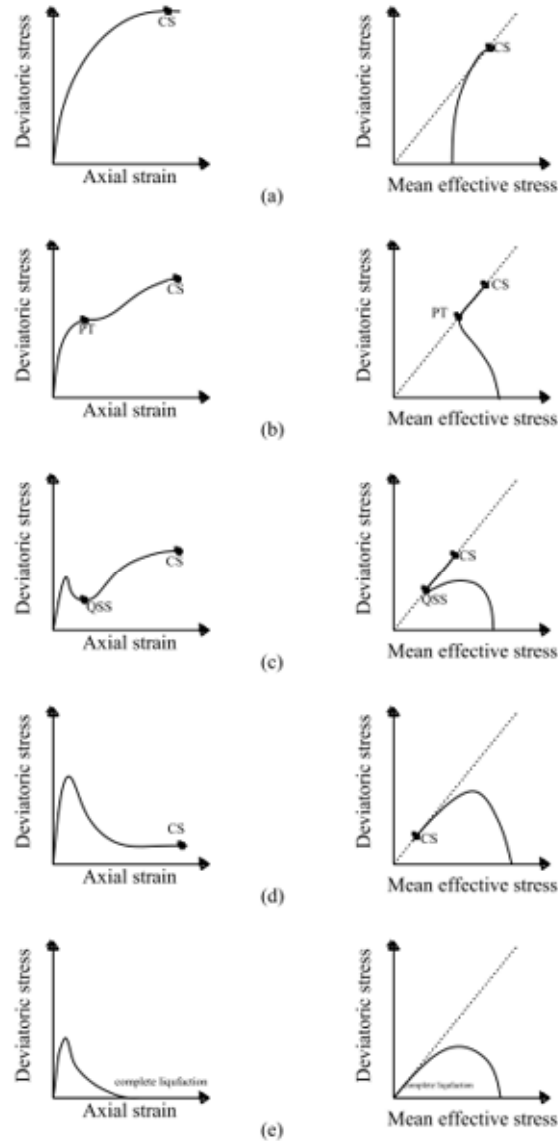 Deviatoric stress
CS
Axial strain
Deviatoric stress
CS
Mean effective stress
(a)
Deviatoric stress
CS
PT
Axial strain
Deviatoric stress
CS
PT
Mean effective stress
(b)
Deviatoric stress
CS
QSS
Axial strain
Deviatoric stress
CS
QSS
Mean effective stress
(c)
Deviatoric stress
CS
Axial strain
Deviatoric stress
CS
Mean effective stress
(d)
Deviatoric stress
complete liqufaction
Axial strain
Deviatoric stress
complete liqufaction
Mean effective stress
(e)